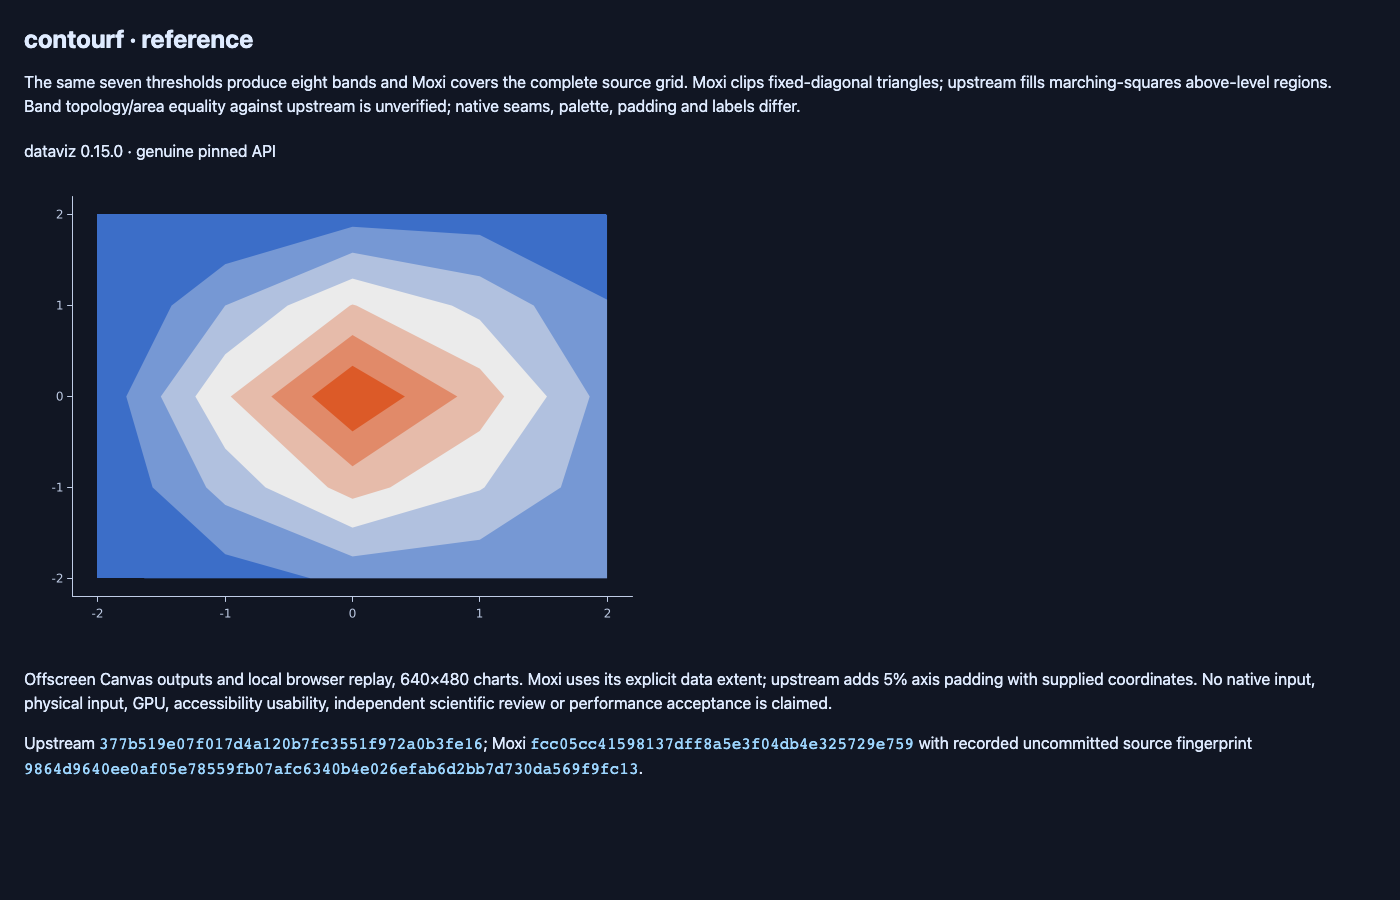 contourf · reference
The same seven thresholds produce eight bands and Moxi covers the complete source grid. Moxi clips fixed-diagonal triangles; upstream fills marching-squares above-level regions.
Band topology/area equality against upstream is unverified; native seams, palette, padding and labels differ.
dataviz 0.15.0 · genuine pinned API
2
1
0
-1
-2
-2 -1 0 1 2
Offscreen Canvas outputs and local browser replay, 640×480 charts. Moxi uses its explicit data extent; upstream adds 5% axis padding with supplied coordinates. No native input,
physical input, GPU, accessibility usability, independent scientific review or performance acceptance is claimed.
Upstream 377b519e07f017d4a120b7fc3551f972a0b3fe16; Moxi fcc05cc41598137dff8a5e3f04db4e325729e759 with recorded uncommitted source fingerprint
9864d9640ee0af05e78559fb07afc6340b4e026efab6d2bb7d730da569f9fc13.